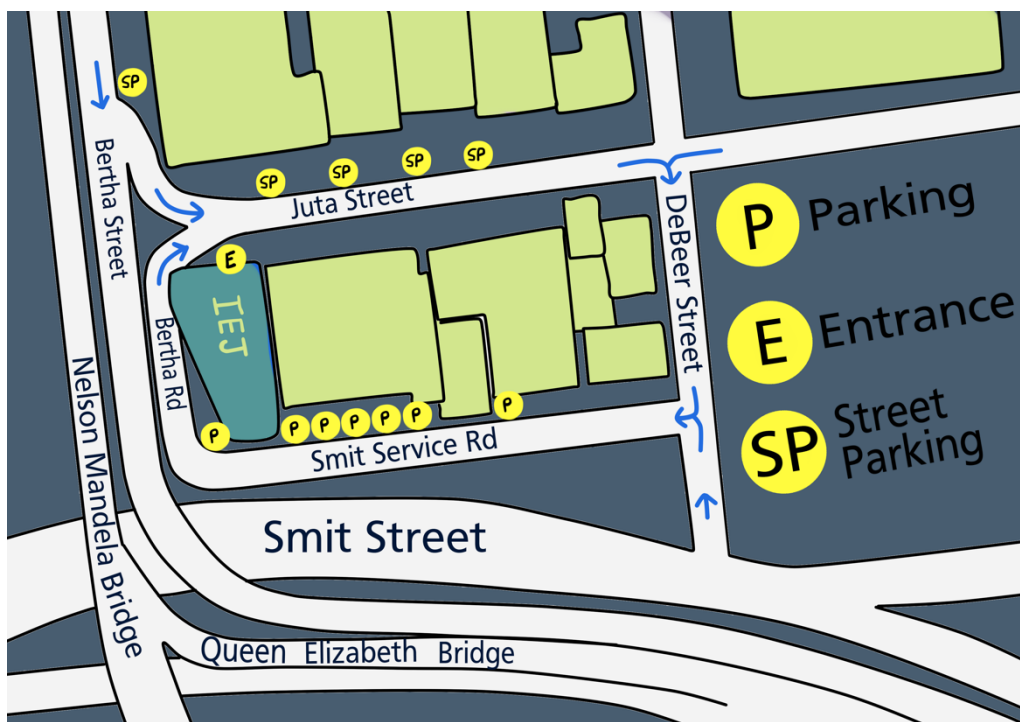 SP
Bertha Street
SP
SP
SP
SP
Juta Street
P
Parking
DeBeer Street
E
IEJ
E
Entrance
Bertha Rd
Nelson Mandela Bridge
P
P
P
P
P
P
P
Smit Service Rd
SP
Street
Parking
Smit Street
Queen Elizabeth Bridge